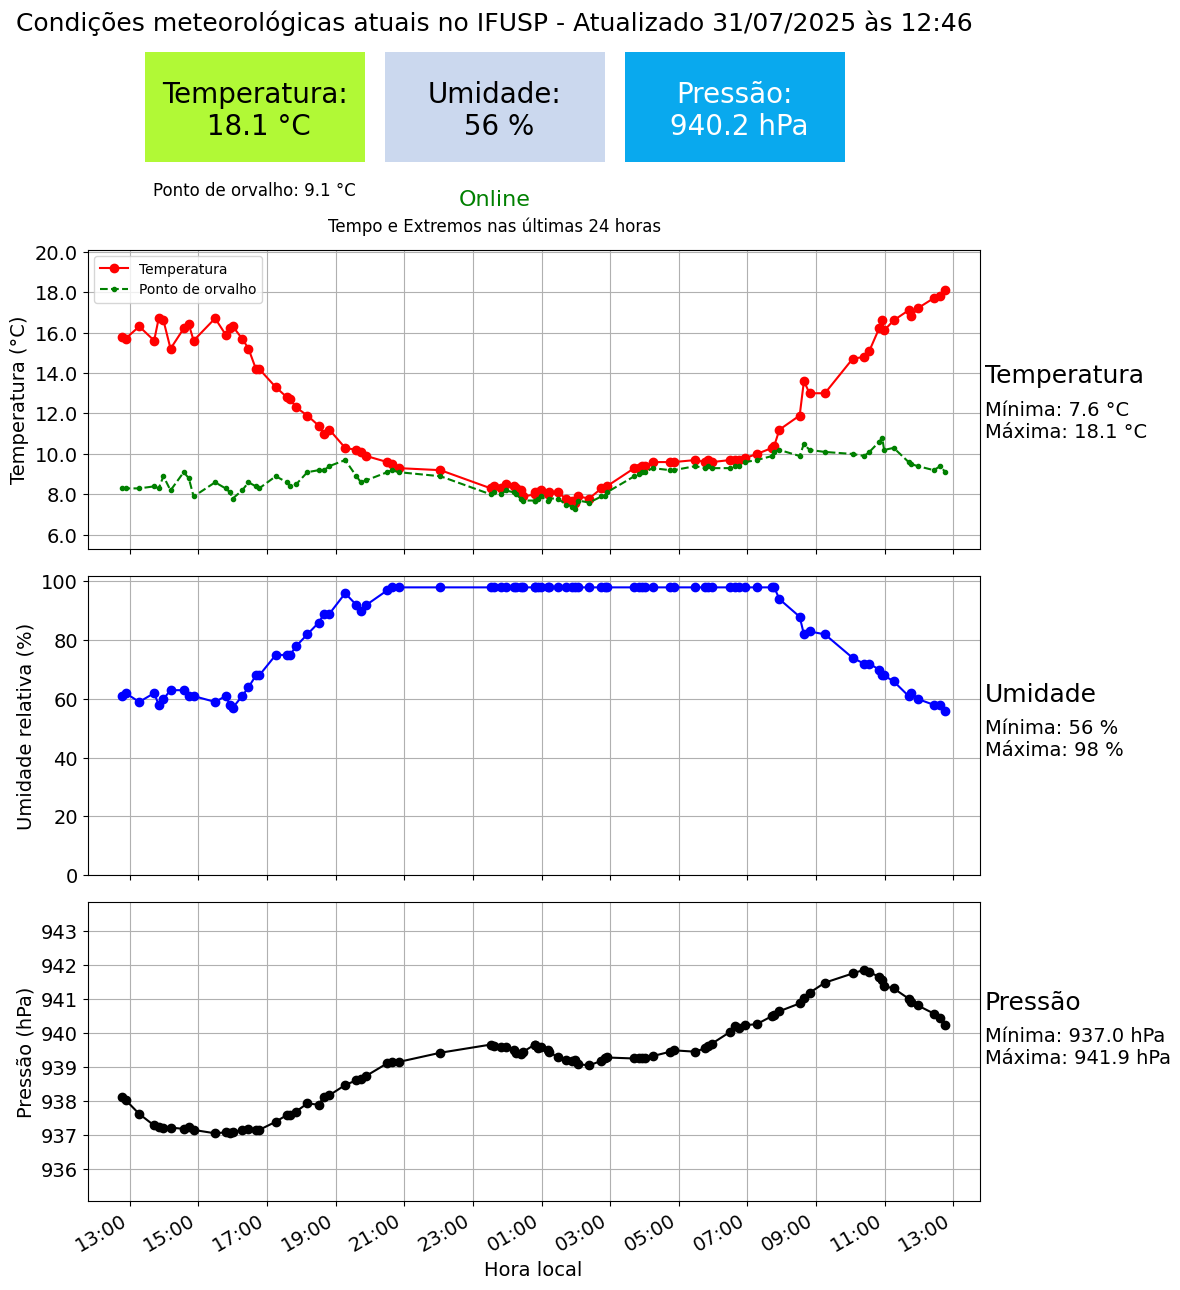 Condições meteorológicas atuais no IFUSP - Atualizado 31/07/2025 às 12:46
Temperatura:
18.1 °C
Umidade:
56 %
Pressão:
940.2 hPa
Ponto de orvalho: 9.1 °C
Online
Tempo e Extremos nas últimas 24 horas
Temperatura (°C)
20.0
18.0
16.0
14.0
12.0
10.0
8.0
6.0
Temperatura
Ponto de orvalho
Temperatura
Mínima: 7.6 °C
Máxima: 18.1 °C
Umidade relativa (%)
100
80
60
40
20
0
Umidade
Mínima: 56 %
Máxima: 98 %
Pressão (hPa)
943
942
941
940
939
938
937
936
Pressão
Mínima: 937.0 hPa
Máxima: 941.9 hPa
13:00 15:00 17:00 19:00 21:00 23:00 01:00 03:00 05:00 07:00 09:00 11:00 13:00
Hora local